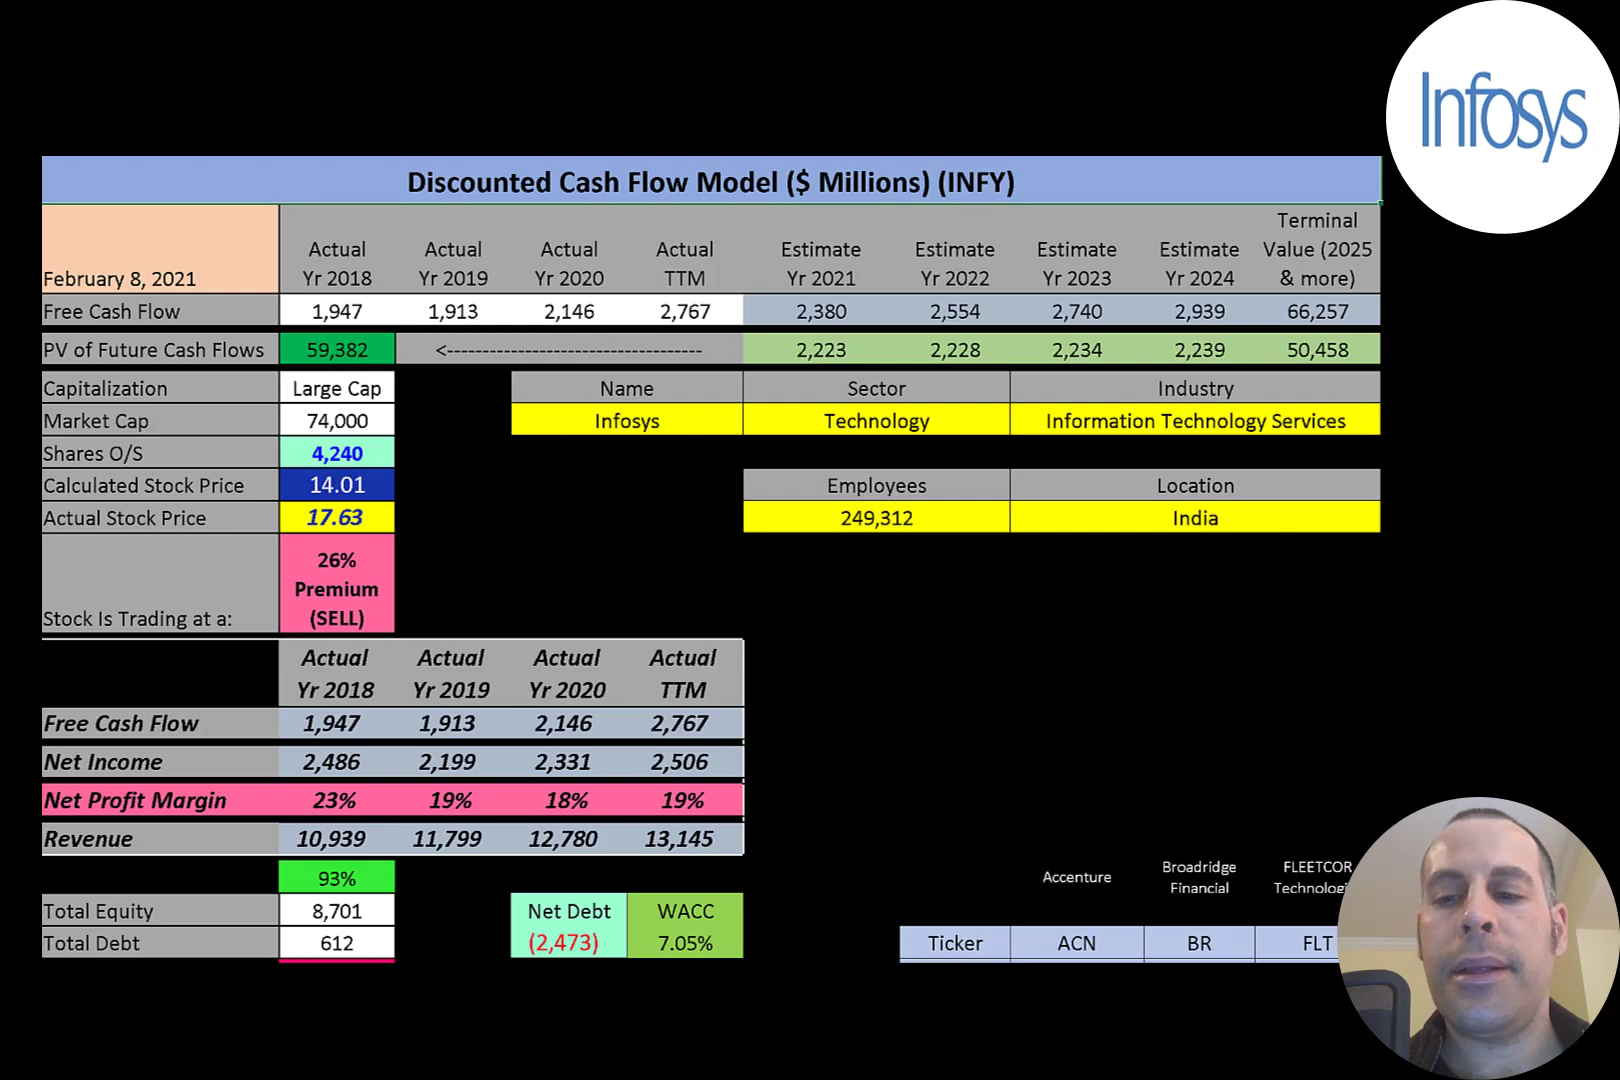 Infosys
Discounted Cash Flow Model ($ Millions) (INFY)
February 8, 2021 Actual Yr 2018 Actual Yr 2019 Actual Yr 2020 Actual TTM Estimate Yr 2021 Estimate Yr 2022 Estimate Yr 2023 Estimate Yr 2024 Terminal Value (2025 & more)
Free Cash Flow 1,947 1,913 2,146 2,767 2,380 2,554 2,740 2,939 66,257
PV of Future Cash Flows 59,382 <------------------------------------ 2,223 2,228 2,234 2,239 50,458
Capitalization Large Cap Name Sector Industry
Market Cap 74,000 Infosys Technology Information Technology Services
Shares O/S 4,240
Calculated Stock Price 14.01 Employees Location
Actual Stock Price 17.63 249,312 India
Stock Is Trading at a: 26% Premium (SELL)
Actual Actual Actual Actual
Yr 2018 Yr 2019 Yr 2020 TTM
Free Cash Flow 1,947 1,913 2,146 2,767
Net Income 2,486 2,199 2,331 2,506
Net Profit Margin 23% 19% 18% 19%
Revenue 10,939 11,799 12,780 13,145
93% Accenture Broadridge Financial FLEETCOR
Total Equity 8,701 Net Debt WACC
Total Debt 612 (2,473) 7.05% Ticker ACN BR FLT